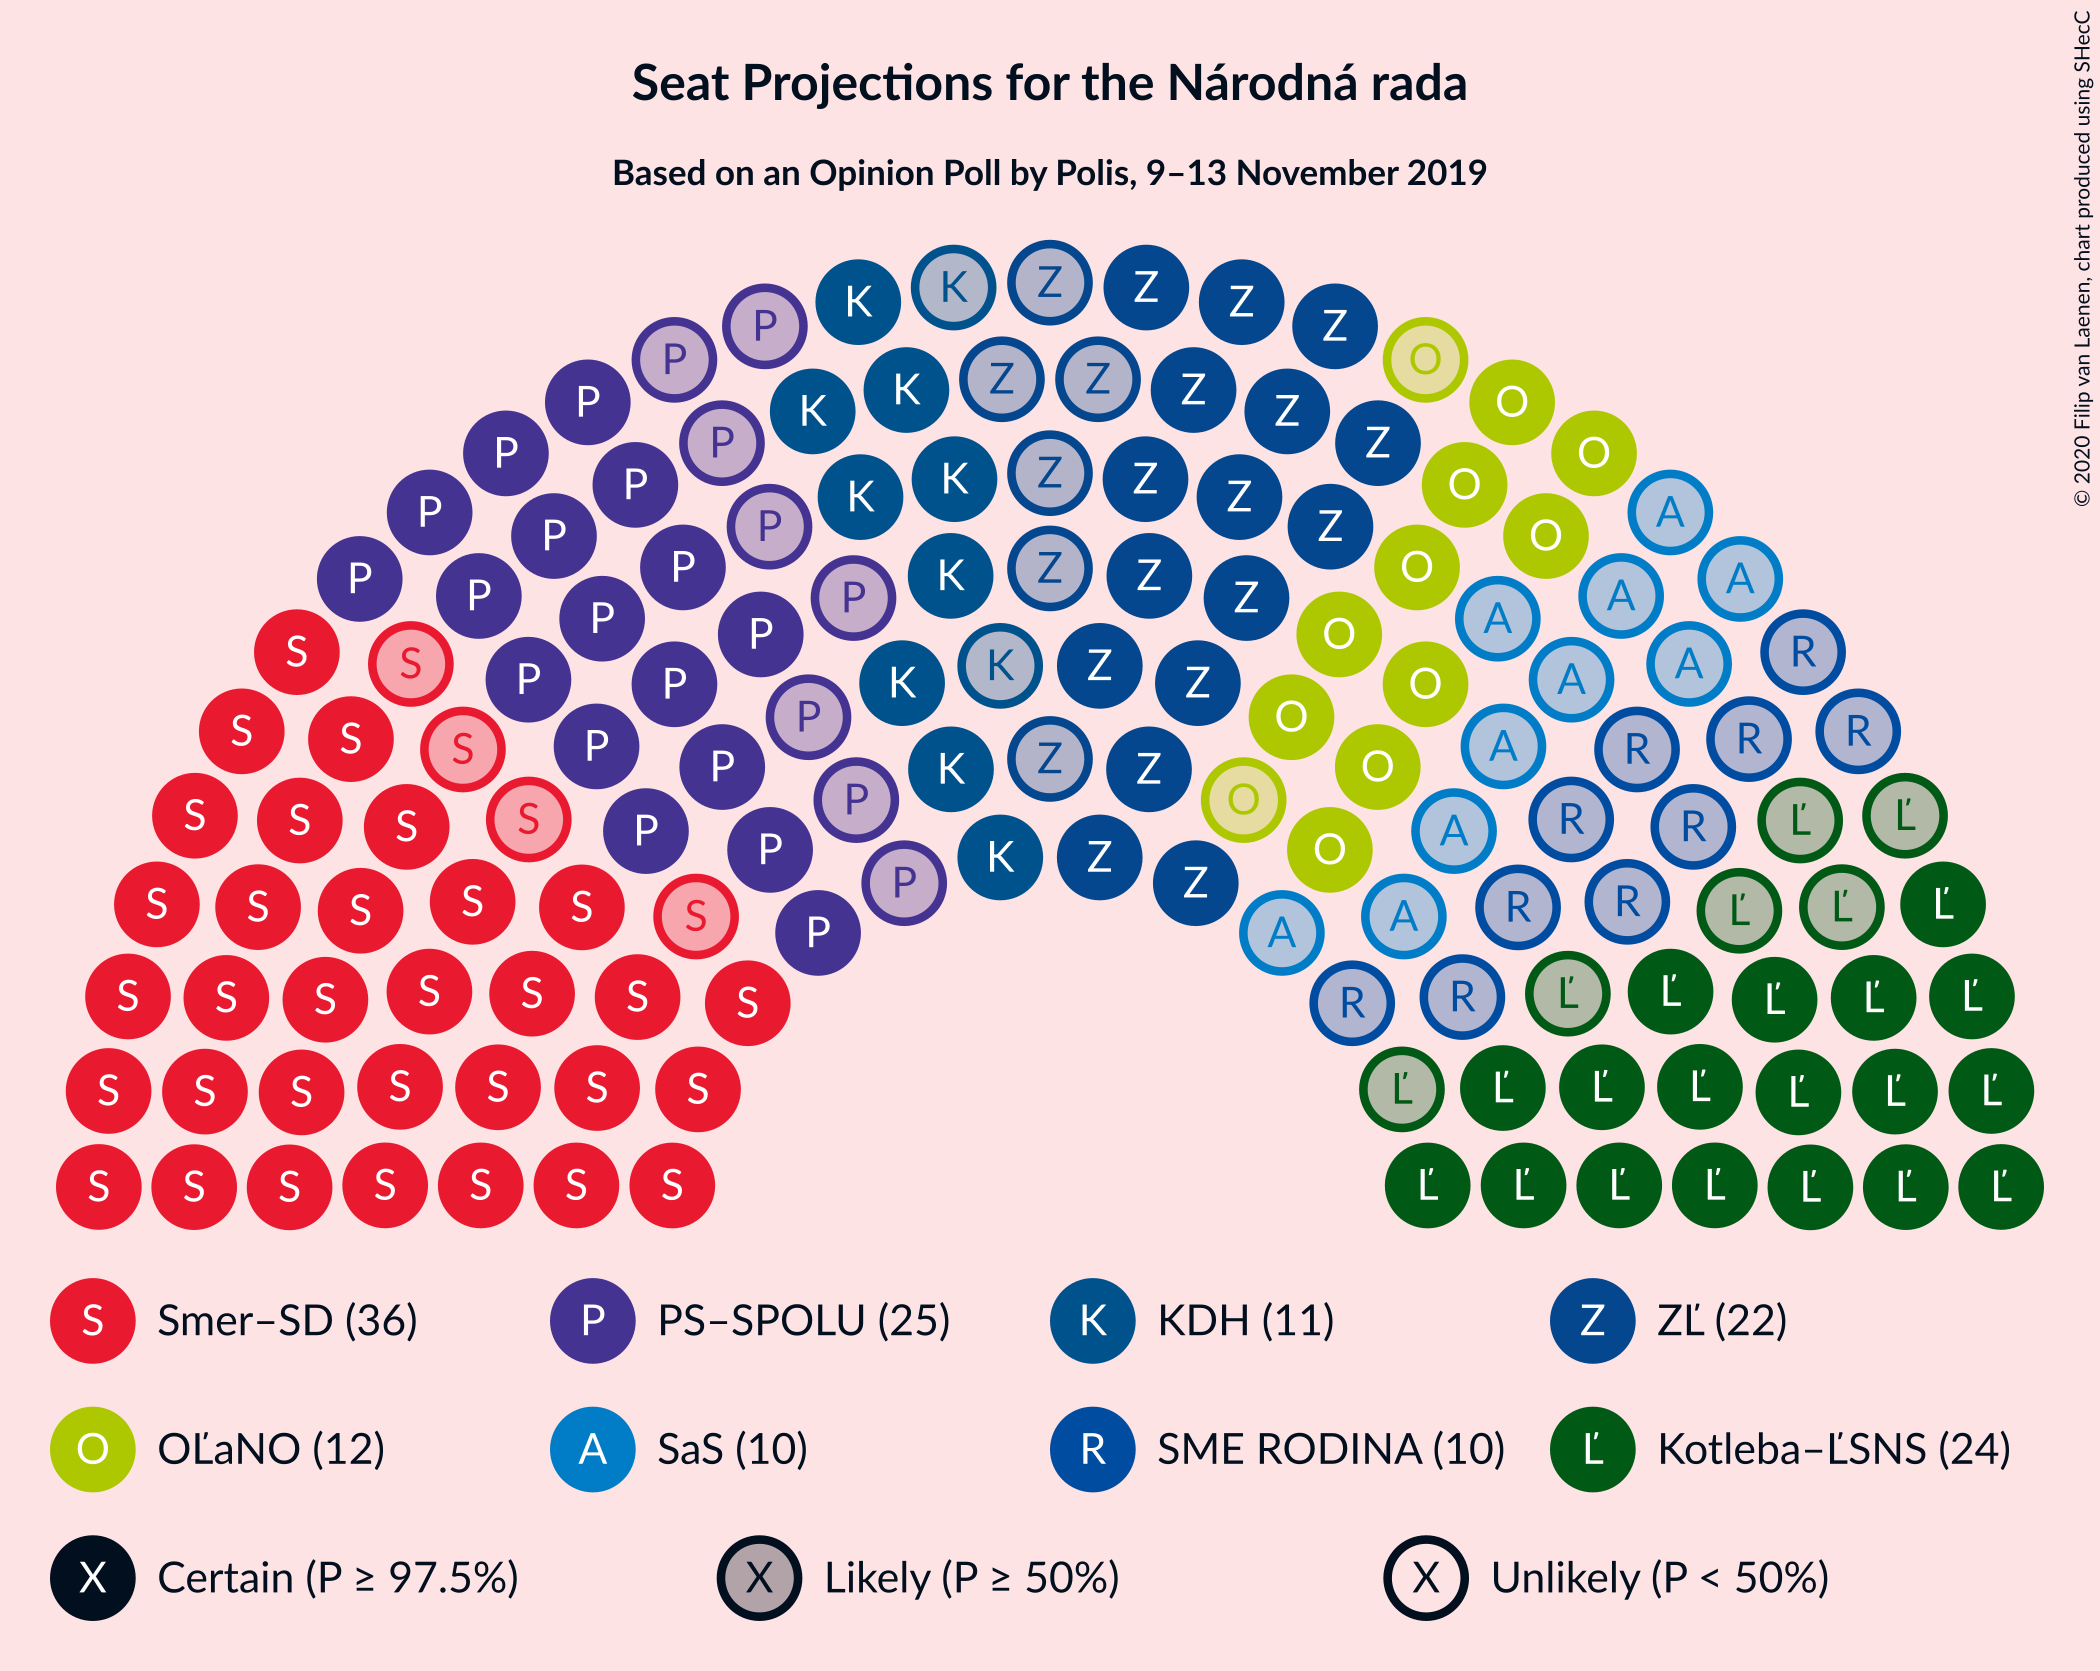 Seat Projections for the Národná rada
Based on an Opinion Poll by Polis, 9–13 November 2019
© 2020 Filip van Laenen, chart produced using SHecC
K K Z Z Z Z
P P O
P K K Z Z Z Z Z O
P P O O
P P K K Z Z Z Z O O A
P P P P K Z Z Z O O A A
P P P P A A
S S P P P K K Z Z O O A A R
S S S P P P K Z Z O O A R R R
S S S S P P P K Z Z O O A R R Ľ Ľ
S S S S S S P P A A R R Ľ Ľ Ľ
S S S S S S S R R Ľ Ľ Ľ Ľ Ľ
S S S S S S S Ľ Ľ Ľ Ľ Ľ Ľ Ľ
S S S S S S S Ľ Ľ Ľ Ľ Ľ Ľ Ľ
S Smer–SD (36) P PS–SPOLU (25) K KDH (11) Z ZĽ (22)
O OĽaNO (12) A SaS (10) R SME RODINA (10) Ľ Kotleba–ĽSNS (24)
X Certain (P ≥ 97.5%) X Likely (P ≥ 50%) X Unlikely (P < 50%)